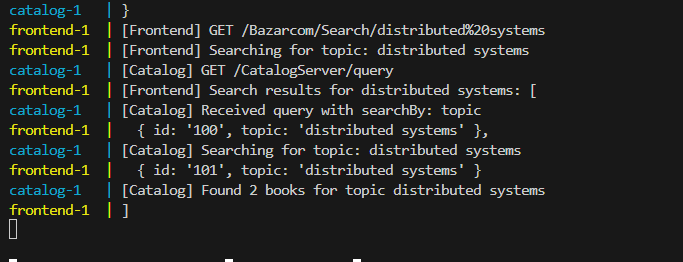 catalog-1   | }
frontend-1  | [Frontend] GET /Bazarcom/Search/distributed%20systems
frontend-1  | [Frontend] Searching for topic: distributed systems
catalog-1   | [Catalog] GET /CatalogServer/query
frontend-1  | [Frontend] Search results for distributed systems: [
catalog-1   | [Catalog] Received query with searchBy: topic
frontend-1  |   { id: '100', topic: 'distributed systems' },
catalog-1   | [Catalog] Searching for topic: distributed systems
frontend-1  |   { id: '101', topic: 'distributed systems' }
catalog-1   | [Catalog] Found 2 books for topic distributed systems
frontend-1  | ]